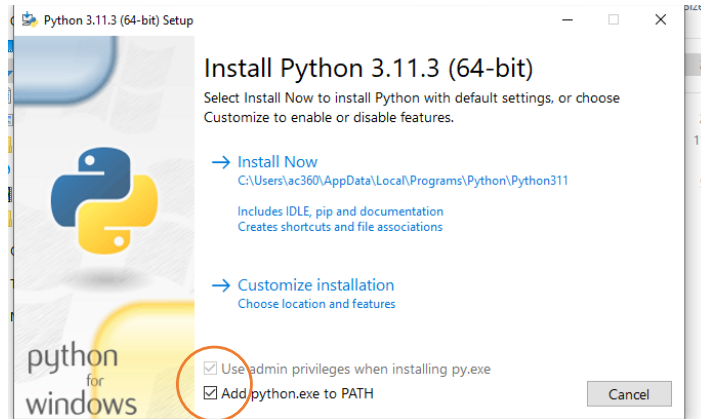 Python 3.11.3 (64-bit) Setup
Install Python 3.11.3 (64-bit)
Select Install Now to install Python with default settings, or choose
Customize to enable or disable features.
Install Now
C:\Users\ac360\AppData\Local\Programs\Python\Python311
Includes IDLE, pip and documentation
Creates shortcuts and file associations
Customize installation
Choose location and features
python
for
windows
Use admin privileges when installing py.exe
Add python.exe to PATH
Cancel